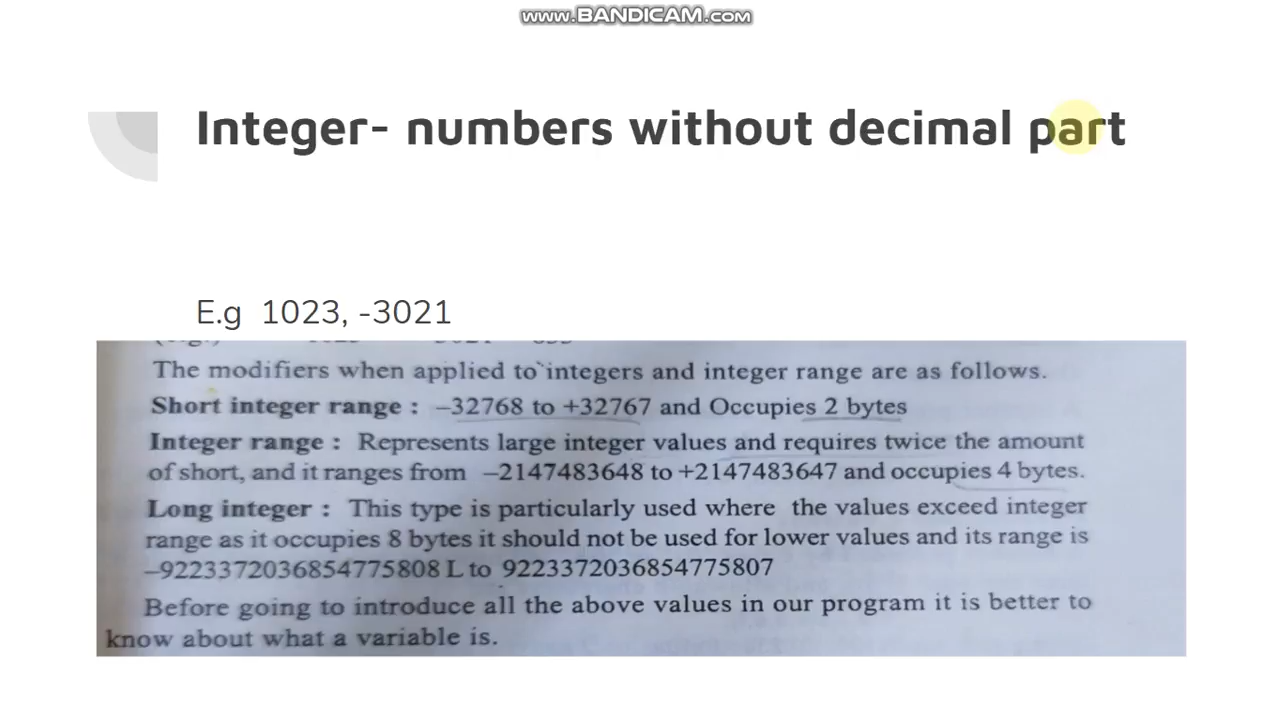 www.BANDICAM.com
Integer- numbers without decimal part
E.g 1023, -3021
The modifiers when applied to integers and integer range are as follows.
Short integer range : –32768 to +32767 and Occupies 2 bytes
Integer range : Represents large integer values and requires twice the amount
of short, and it ranges from –2147483648 to +2147483647 and occupies 4 bytes.
Long integer : This type is particularly used where the values exceed integer
range as it occupies 8 bytes it should not be used for lower values and its range is
–9223372036854775808 L to 9223372036854775807
Before going to introduce all the above values in our program it is better to
know about what a variable is.